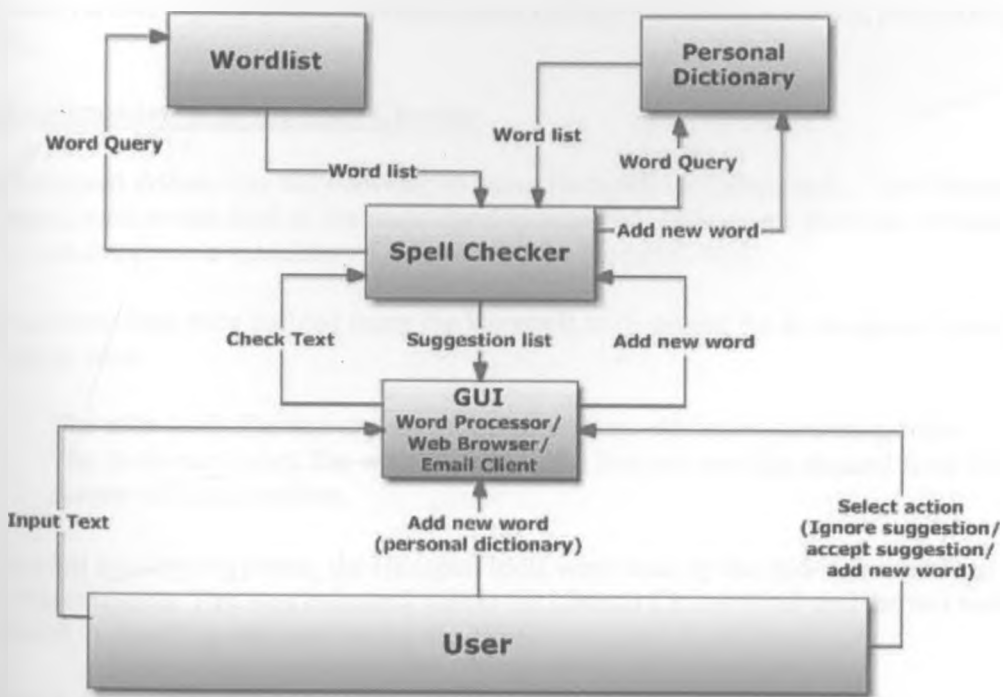 Wordlist
Personal
Dictionary
Word Query
Word list
Word list
Word Query
Add new word
Spell Checker
Check Text
Suggestion list
Add new word
GUI
Word Processor/
Web Browser/
Email Client
Input Text
Add new word
(personal dictionary)
Select action
(Ignore suggestion/
accept suggestion/
add new word)
User